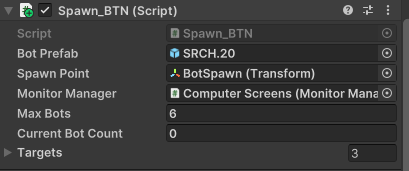 Spawn_BTN (Script)
Script Spawn_BTN
Bot Prefab SRCH.20
Spawn Point BotSpawn (Transform)
Monitor Manager Computer Screens (Monitor Mana
Max Bots 6
Current Bot Count 0
Targets 3